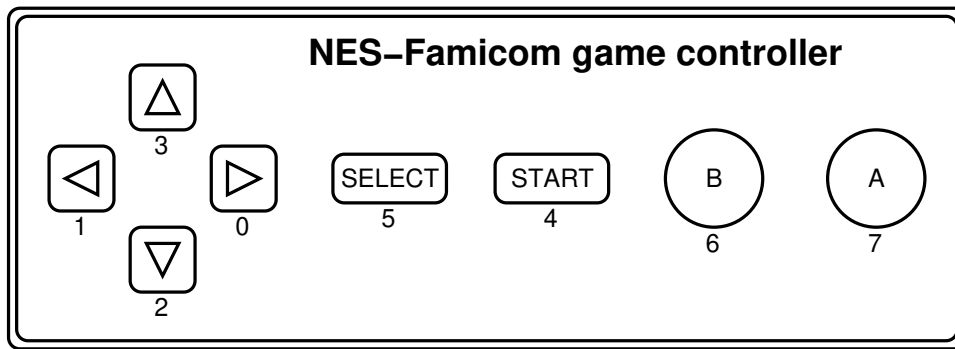 NES–Famicom game controller
3
SELECT START B A
1 0 5 4 6 7
2